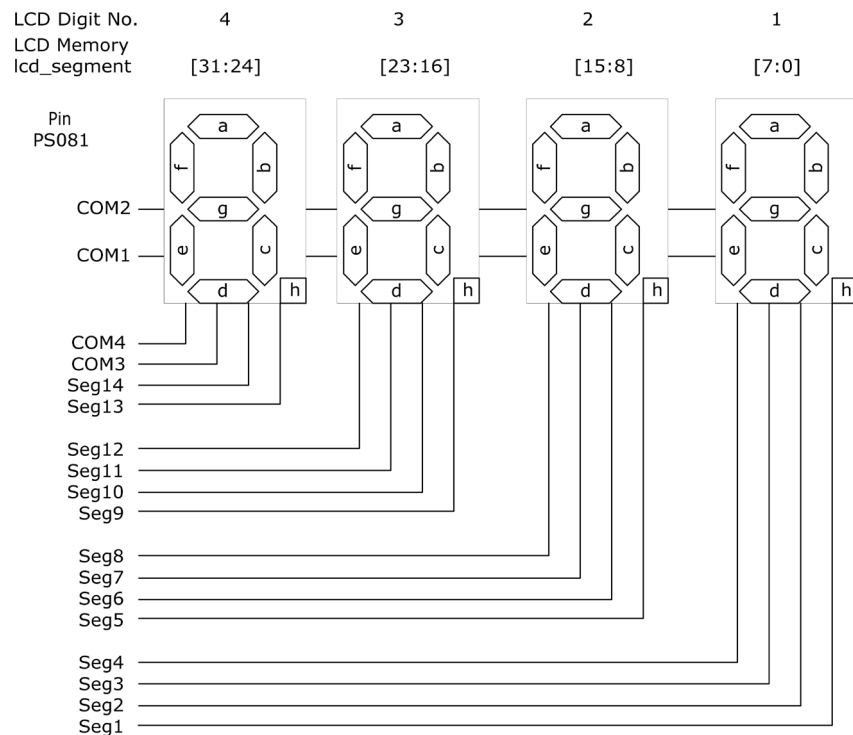 LCD Digit No. 4 3 2 1
LCD Memory
lcd_segment [31:24] [23:16] [15:8] [7:0]
Pin
PS081
a a a a
f b f b f b f b
COM2 g g g g
COM1 e c e c e c e c
d h d h d h d h
COM4
COM3
Seg14
Seg13
Seg12
Seg11
Seg10
Seg9
Seg8
Seg7
Seg6
Seg5
Seg4
Seg3
Seg2
Seg1